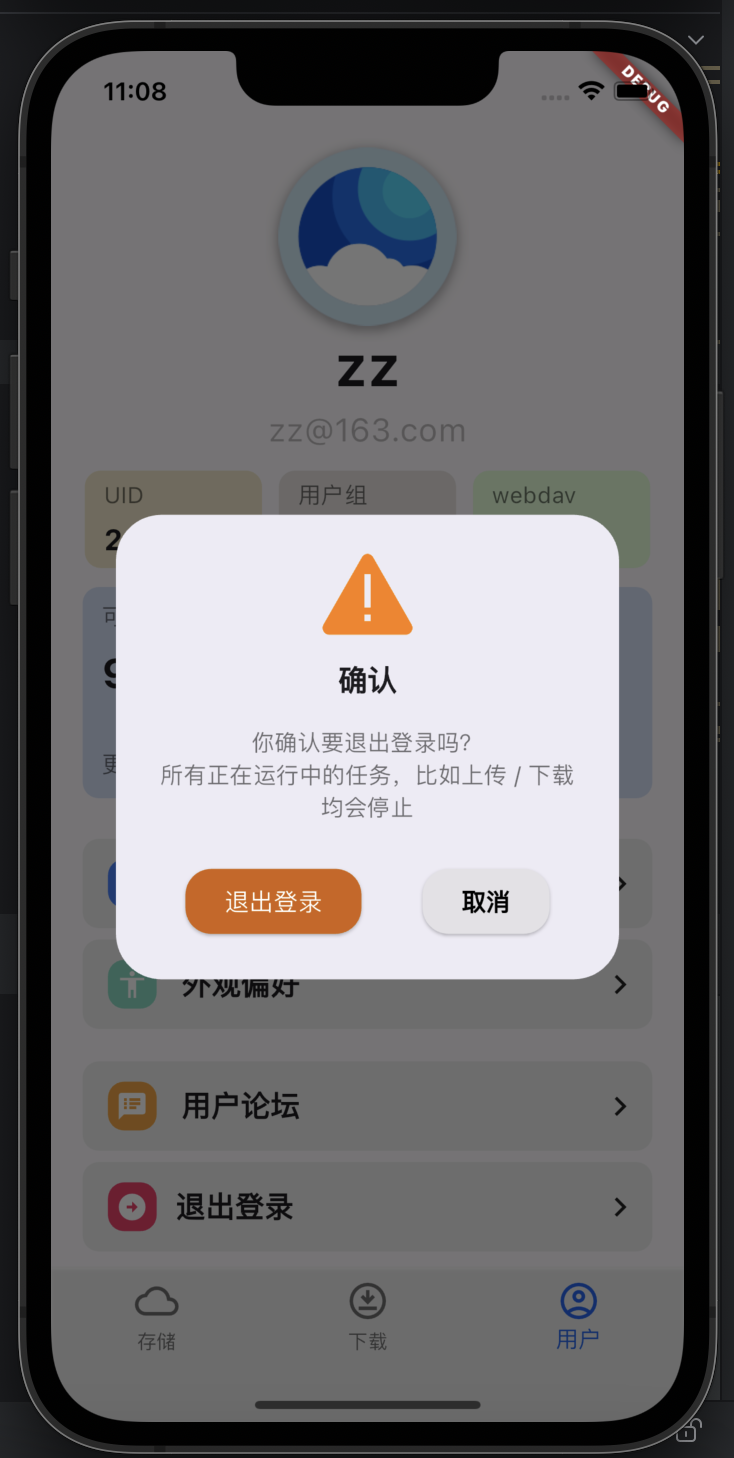 11:08
DEBUG
zz
zz@163.com
UID
用户组
webdav
2
9
确认
你确认要退出登录吗?
所有正在运行中的任务，比如上传 / 下载
均会停止
退出登录
取消
外观偏好
用户论坛
退出登录
存储
下载
用户